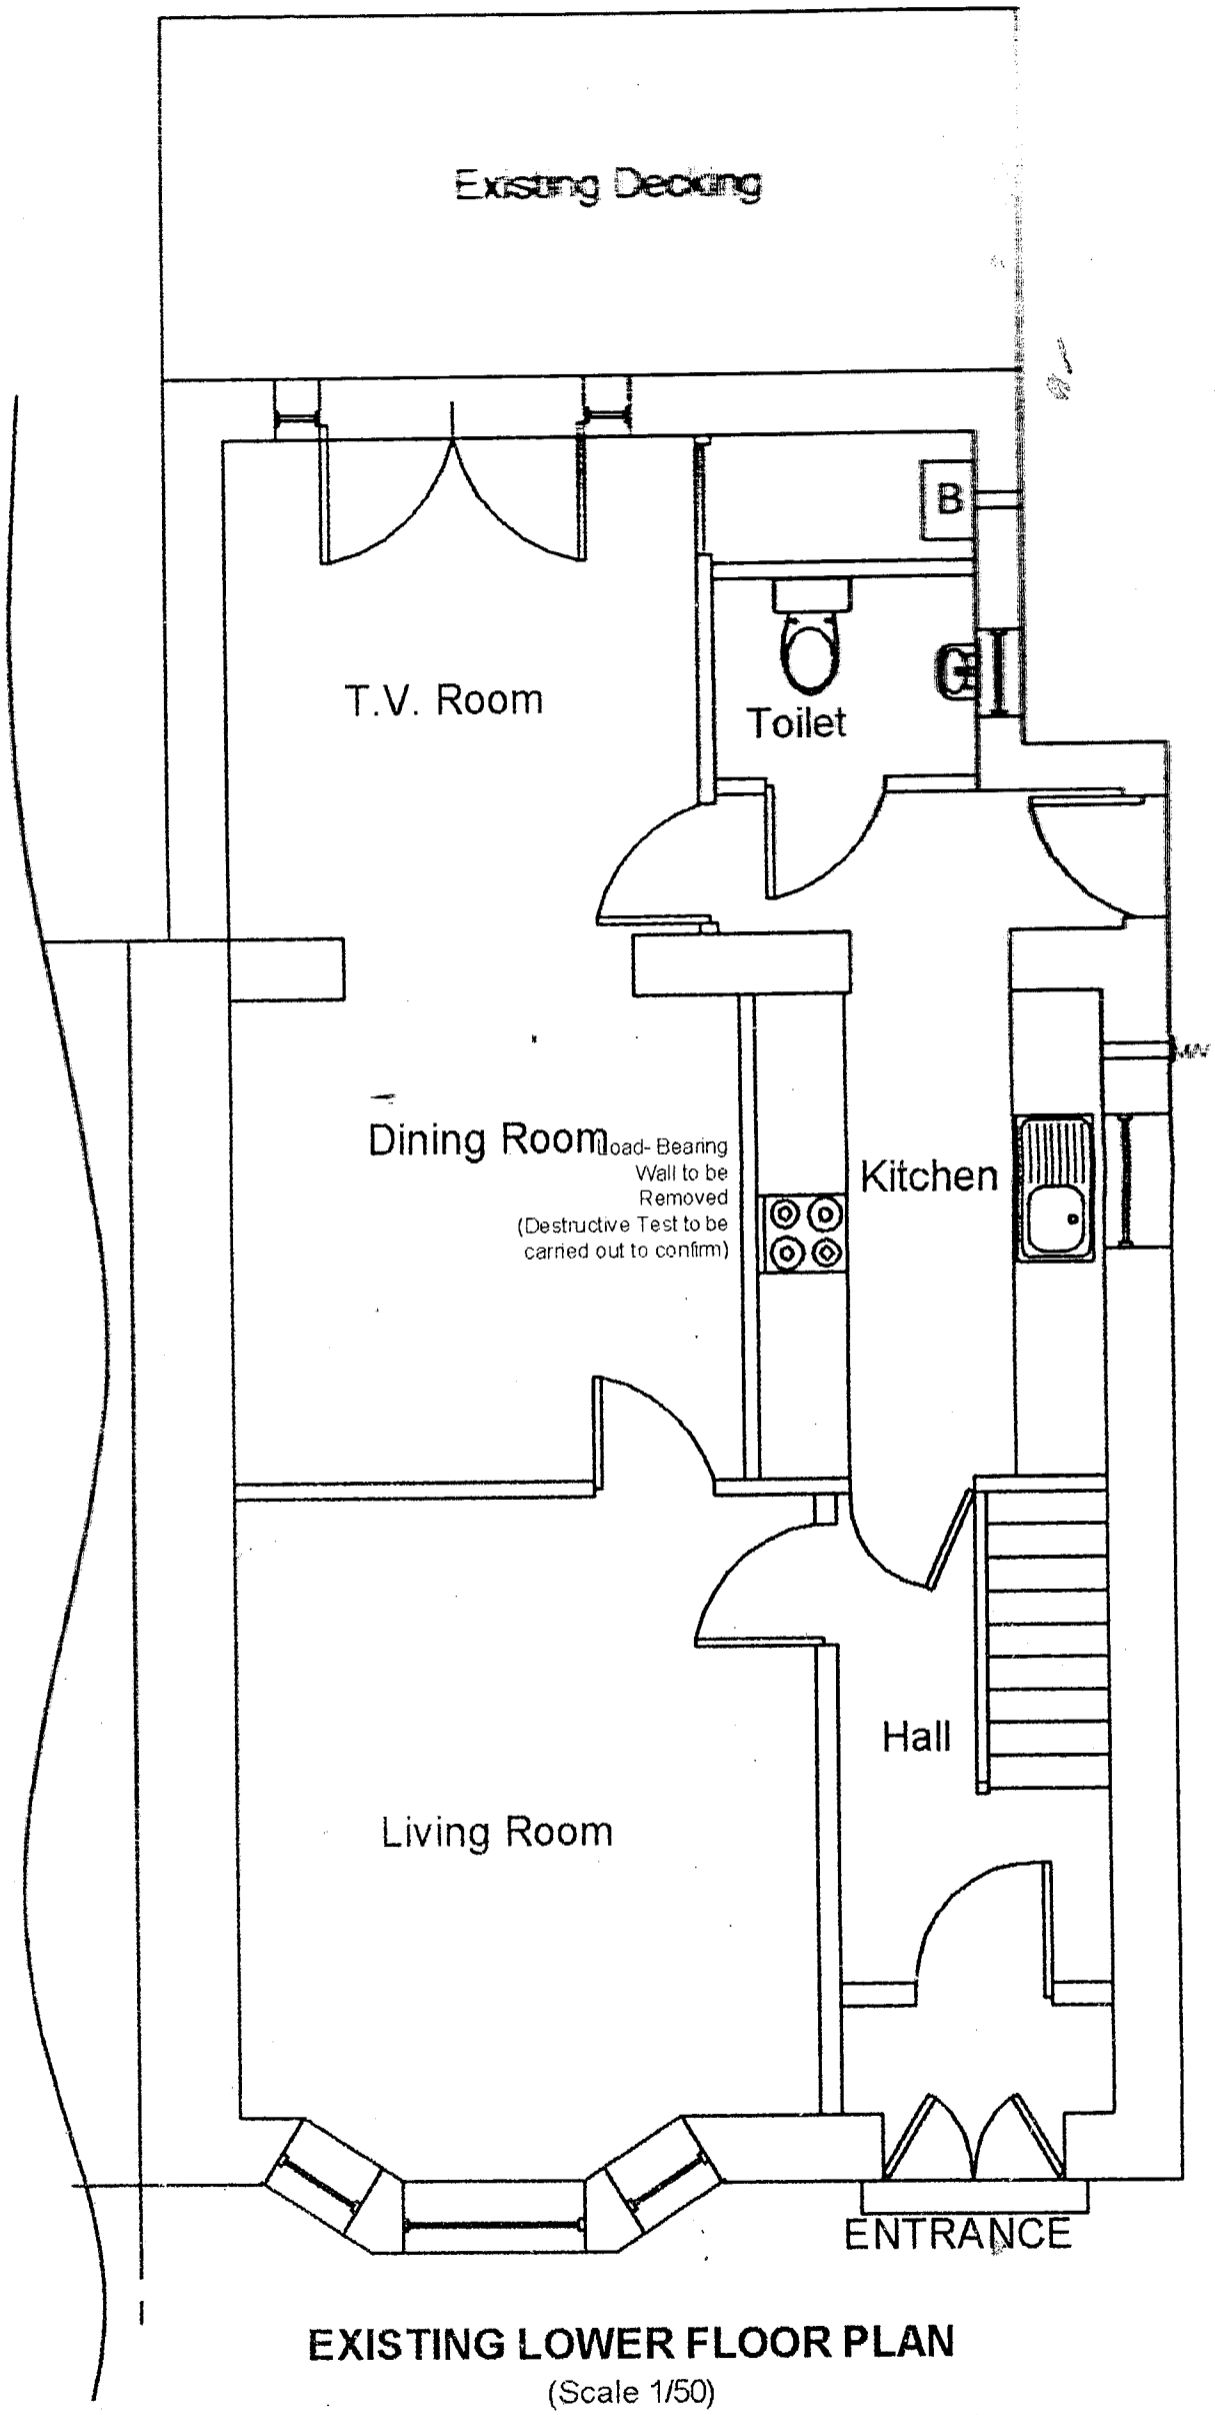 Existing Decking
B
T.V. Room
Toilet
Dining Room
Load- Bearing
Wall to be
Removed
(Destructive Test to be
carried out to confirm)
Kitchen
Hall
Living Room
ENTRANCE
EXISTING LOWER FLOOR PLAN
(Scale 1/50)